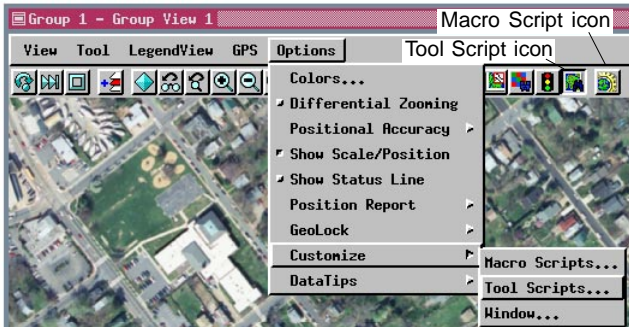 Group 1 - Group View 1
Macro Script icon
View Tool LegendView GPS Options
Tool Script icon
Colors...
Differential Zooming
Positional Accuracy
Show Scale/Position
Show Status Line
Position Report
GeoLock
Customize
Macro Scripts...
DataTips
Tool Scripts...
Window...